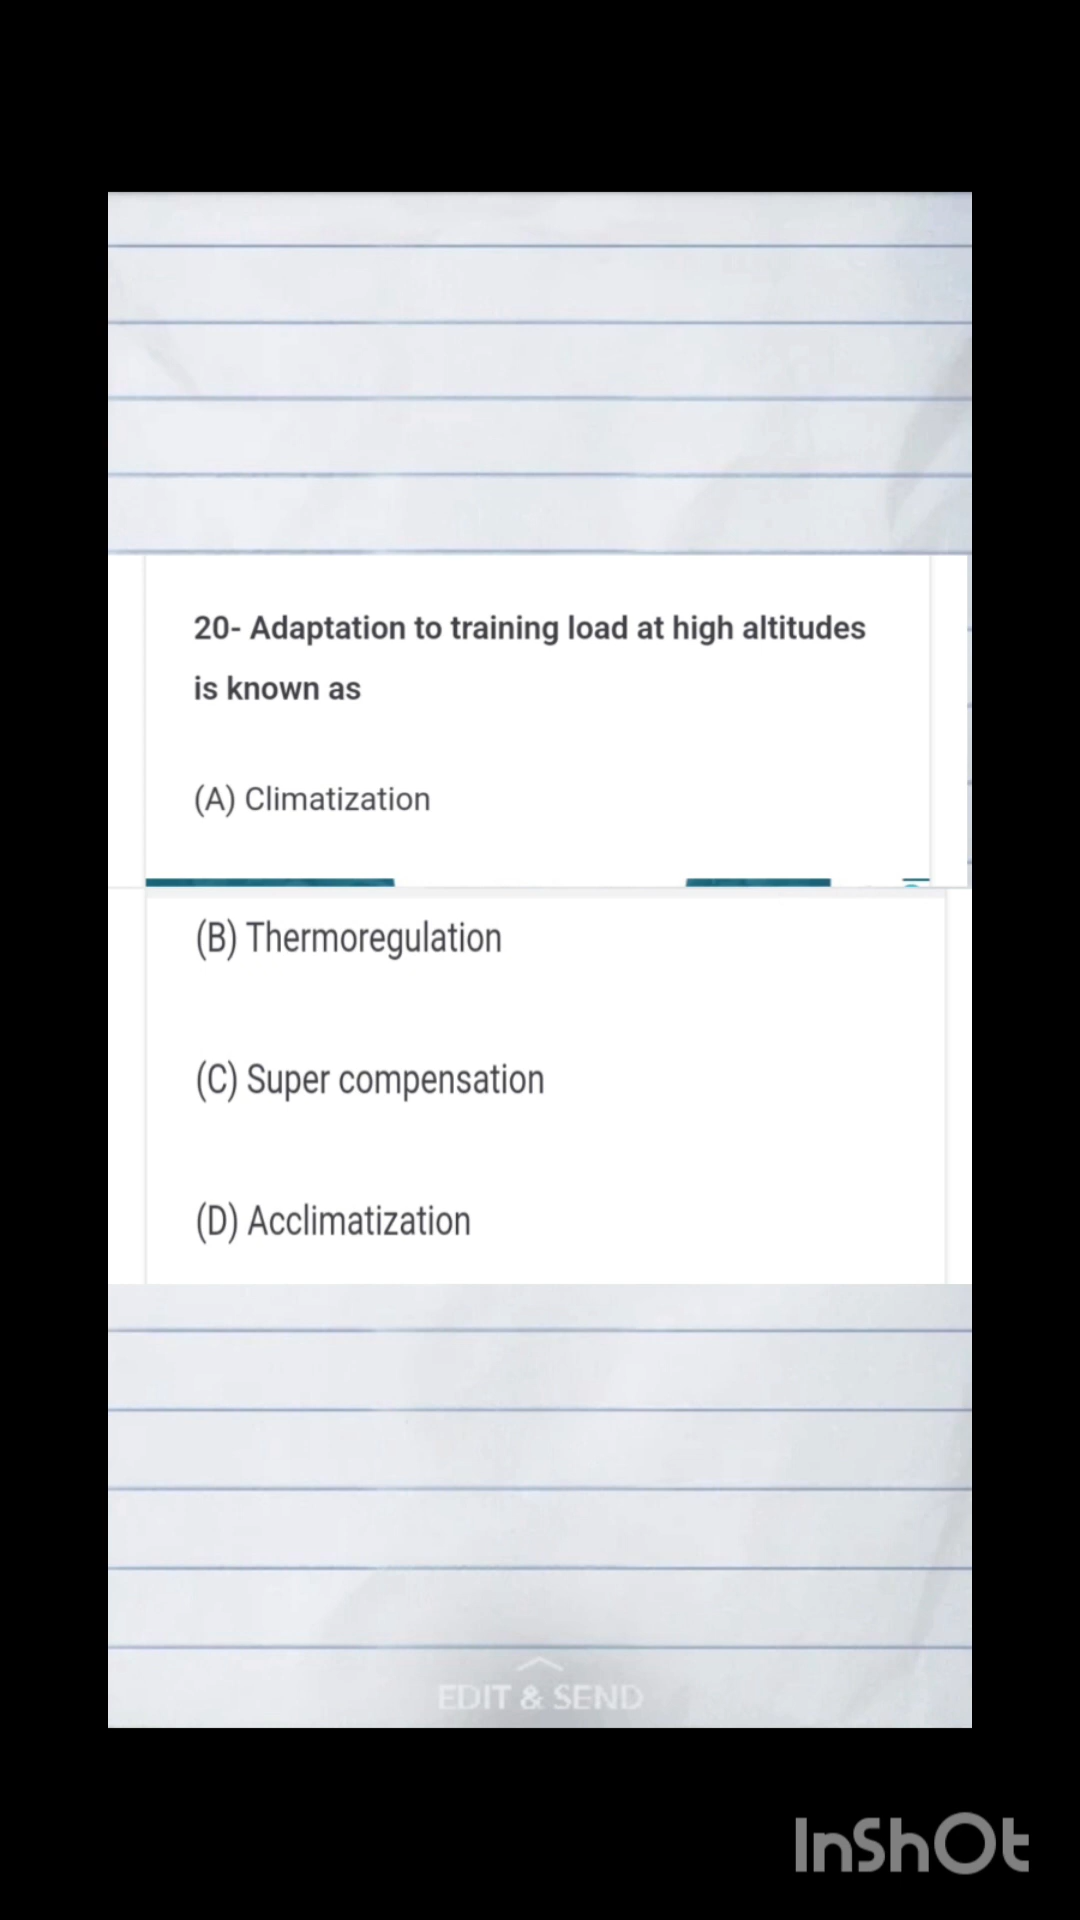 20- Adaptation to training load at high altitudes
is known as
(A) Climatization
(B) Thermoregulation
(C) Super compensation
(D) Acclimatization
EDIT & SEND
InShOt